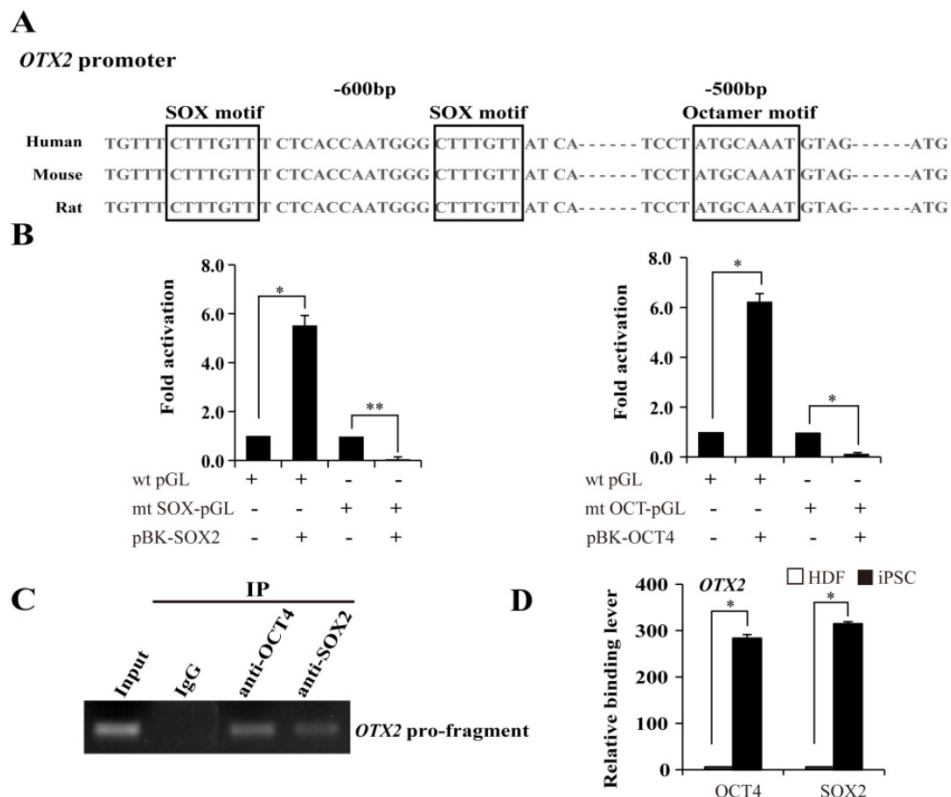 A
OTX2 promoter
-600bp -500bp
SOX motif SOX motif Octamer motif
Human TGTTT CTTTGTT T CTCACCAATGGG CTTTGTT AT CA------TCCT ATGCAAAT GTAG------ATG
Mouse TGTTT CTTTGTT T CTCACCAATGGG CTTTGTT AT CA------TCCT ATGCAAAT GTAG------ATG
Rat TGTTT CTTTGTT T CTCACCAATGGG CTTTGTT AT CA------TCCT ATGCAAAT GTAG------ATG
B
Fold activation
8.0
6.0
4.0
2.0
0.0
*
**
wt pGL + + - -
mt SOX-pGL - - + +
pBK-SOX2 - + - +
Fold activation
8.0
6.0
4.0
2.0
0.0
*
*
wt pGL + + - -
mt OCT-pGL - - + +
pBK-OCT4 - + - +
C
IP
Input IgG anti-OCT4 anti-SOX2
OTX2 pro-fragment
D
HDF iPSC
OTX2
Relative binding lever
400
300
200
100
0
* *
OCT4 SOX2